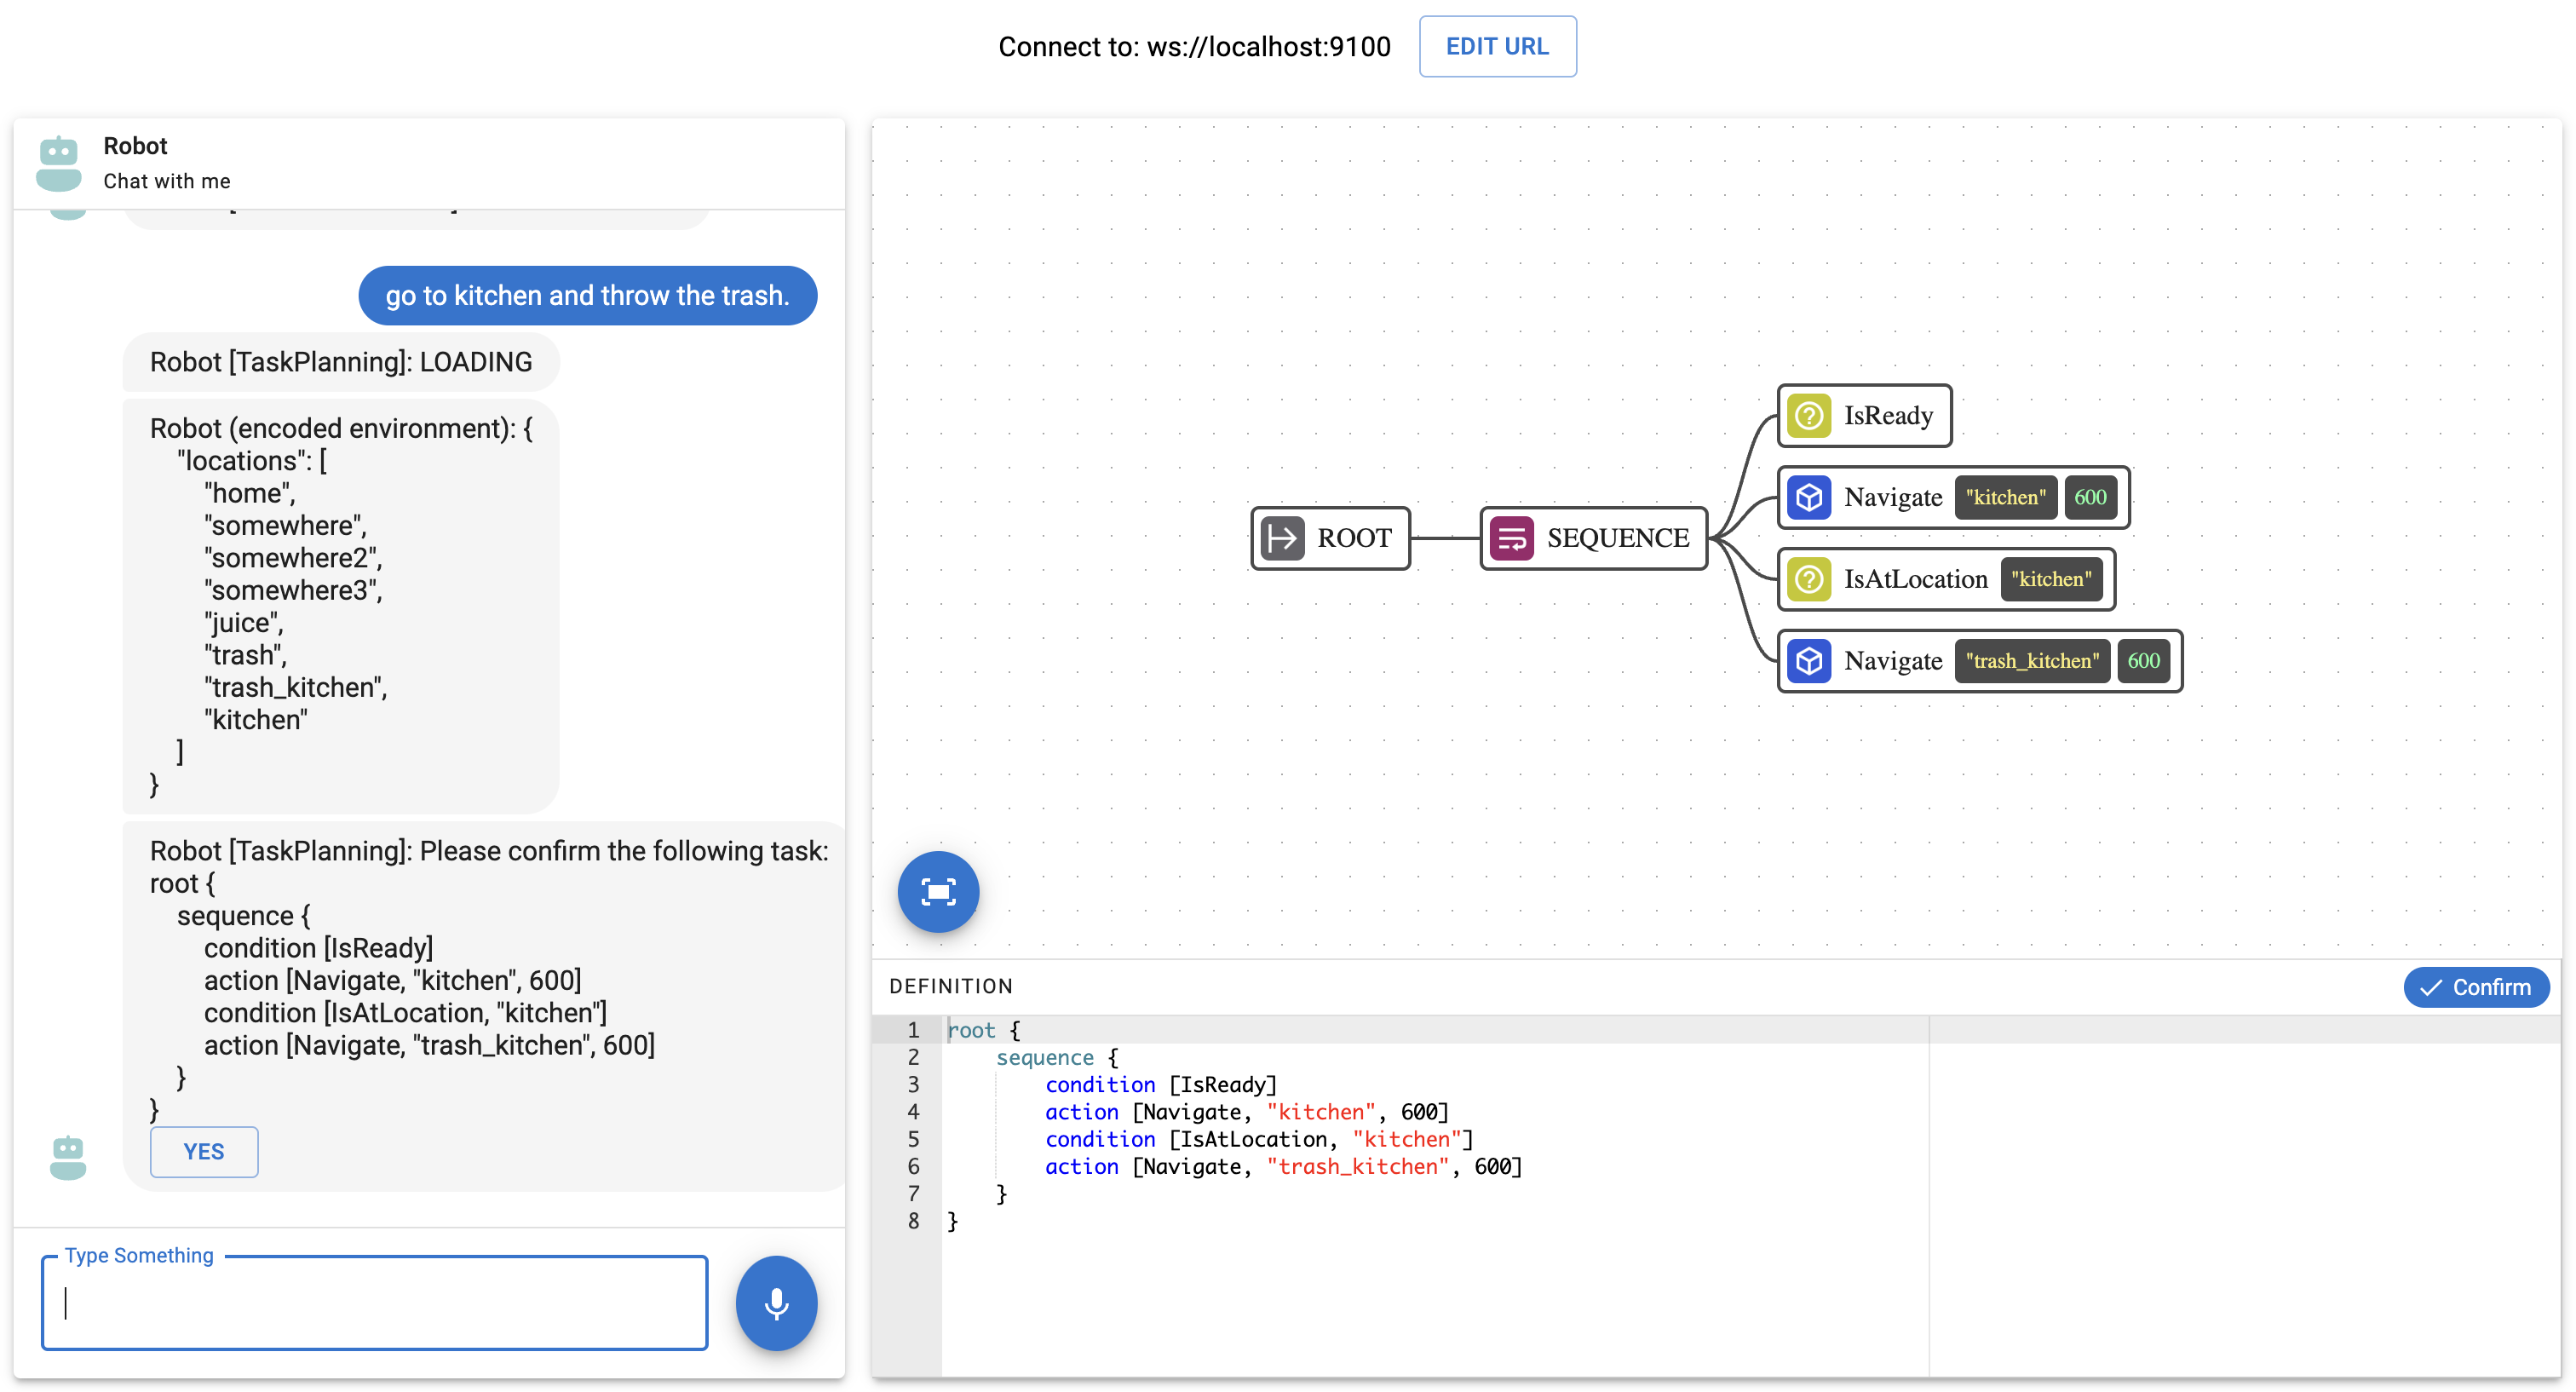 Connect to: ws://localhost:9100 EDIT URL
Robot
Chat with me
go to kitchen and throw the trash.
Robot [TaskPlanning]: LOADING
Robot (encoded environment): {
"locations": [
"home",
"somewhere",
"somewhere2",
"somewhere3",
"juice",
"trash",
"trash_kitchen",
"kitchen"
]
}
Robot [TaskPlanning]: Please confirm the following task:
root {
sequence {
condition [IsReady]
action [Navigate, "kitchen", 600]
condition [IsAtLocation, "kitchen"]
action [Navigate, "trash_kitchen", 600]
}
}
YES
Type Something
ROOT
SEQUENCE
IsReady
Navigate "kitchen" 600
IsAtLocation "kitchen"
Navigate "trash_kitchen" 600
DEFINITION
Confirm
1 root {
2 sequence {
3 condition [IsReady]
4 action [Navigate, "kitchen", 600]
5 condition [IsAtLocation, "kitchen"]
6 action [Navigate, "trash_kitchen", 600]
7 }
8 }